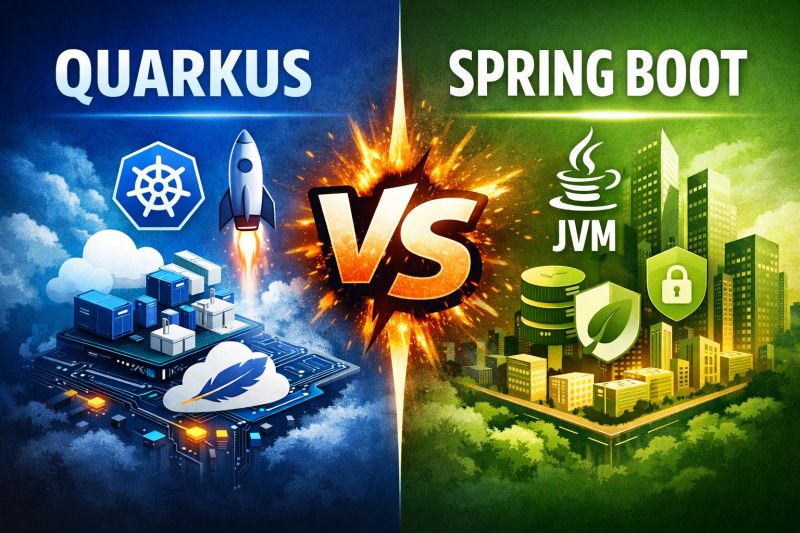 QUARKUS
SPRING BOOT
VS
JVM